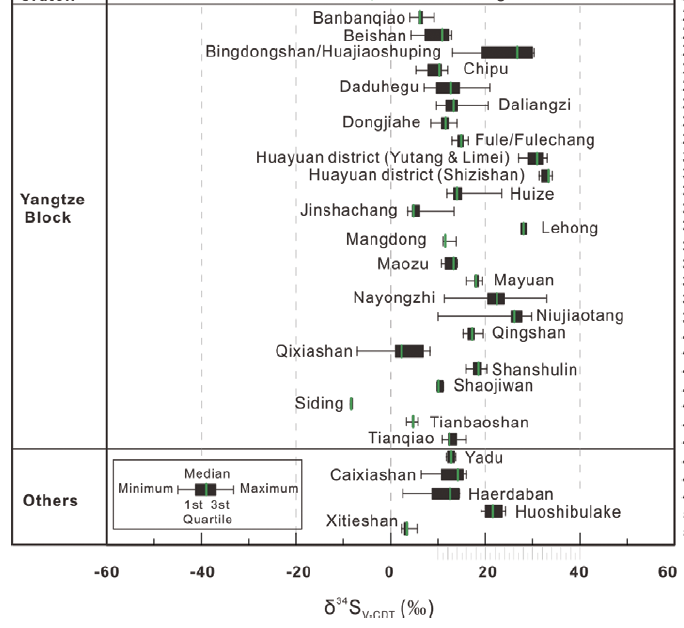 Banbanqiao
Beishan
Bingdongshan/Huajiaoshuping
Chipu
Daduhegu
Daliangzi
Dongjiahe
Fule/Fulechang
Huayuan district (Yutang & Limei)
Huayuan district (Shizishan)
Yangtze
Block
Huize
Jinshachang
Lehong
Mangdong
Maozu
Mayuan
Nayongzhi
Niujiaotang
Qingshan
Qixiashan
Shanshulin
Shaojiwan
Siding
Tianbaoshan
Tianqiao
Yadu
Others
Median
Minimum
Maximum
1st 3st
Quartile
Caixiashan
Haerdaban
Huoshibulake
Xitieshan
-60 -40 -20 0 20 40 60
δ³⁴S V-CDT (‰)